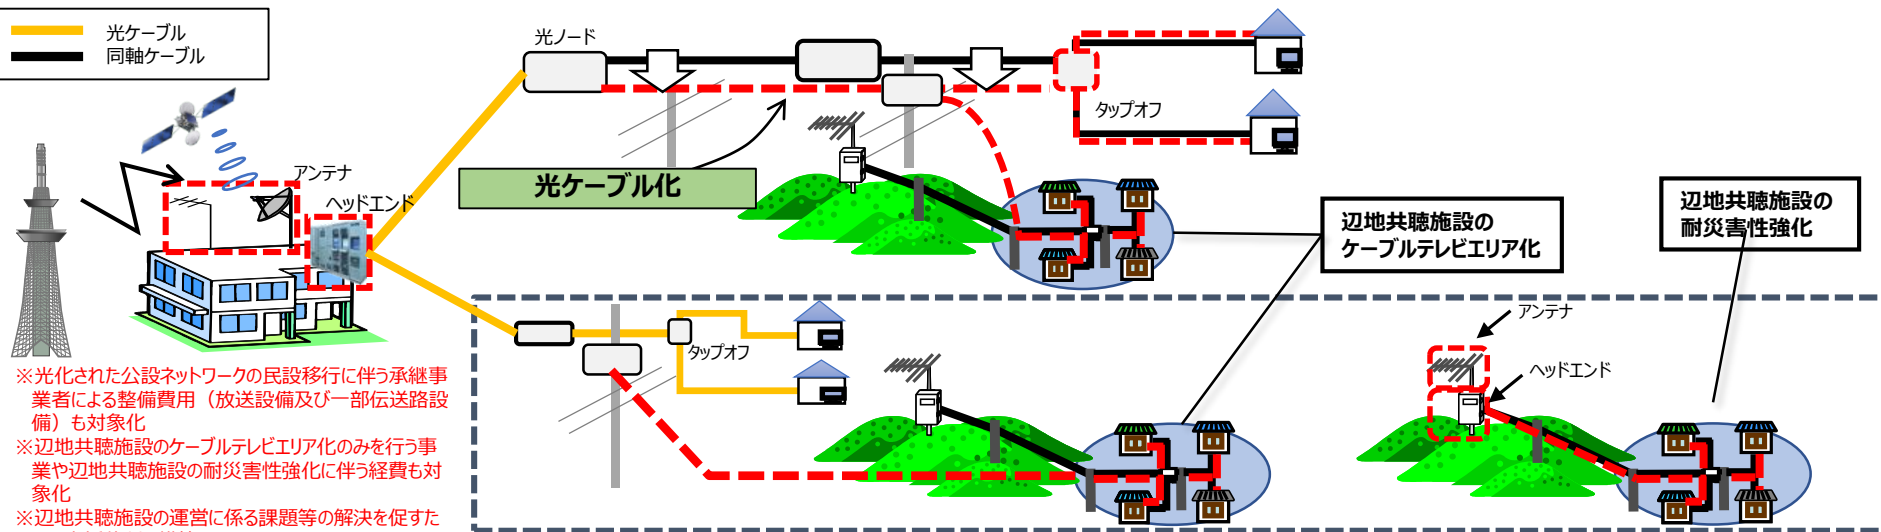 光ケーブル
同軸ケーブル
光ノード
タップオフ
アンテナ
ヘッドエンド
光ケーブル化
辺地共聴施設の
ケーブルテレビエリア化
辺地共聴施設の
耐災害性強化
タップオフ
アンテナ
ヘッドエンド
※光化された公設ネットワークの民設移行に伴う承継事
業者による整備費用（放送設備及び一部伝送路設
備）も対象化
※辺地共聴施設のケーブルテレビエリア化のみを行う事
業や辺地共聴施設の耐災害性強化に伴う経費も対
象化
※辺地共聴施設の運営に係る課題等の解決を促すた